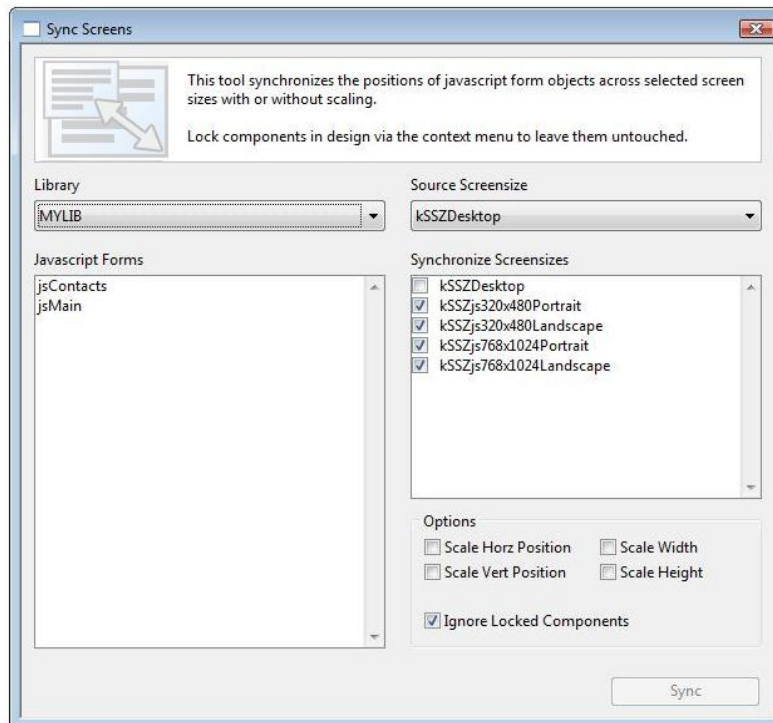 Sync Screens
This tool synchronizes the positions of javascript form objects across selected screen
sizes with or without scaling.
Lock components in design via the context menu to leave them untouched.
Library
Source Screensize
MYLIB
kSSZDesktop
Javascript Forms
Synchronize Screensizes
jsContacts
jsMain
kSSZDesktop
kSSZjs320x480Portrait
kSSZjs320x480Landscape
kSSZjs768x1024Portrait
kSSZjs768x1024Landscape
Options
Scale Horz Position
Scale Width
Scale Vert Position
Scale Height
Ignore Locked Components
Sync